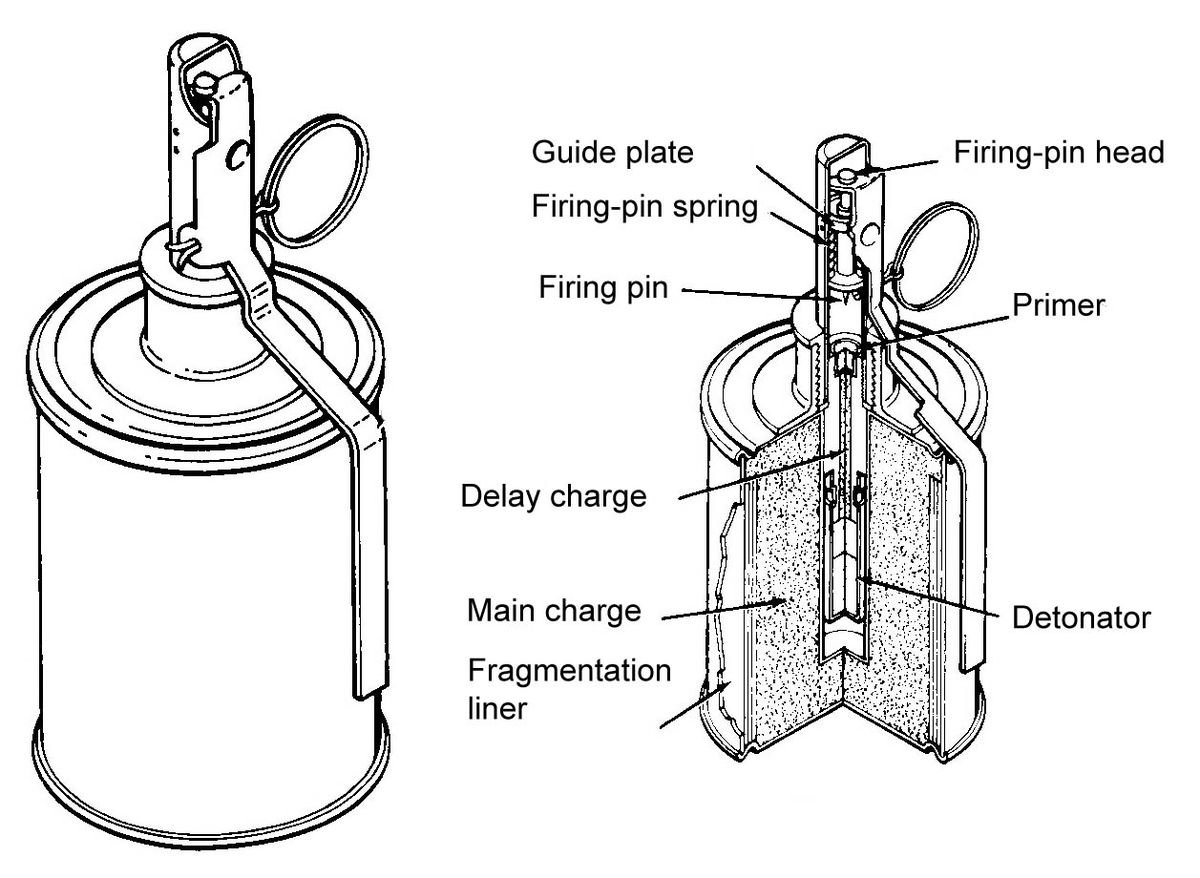 Guide plate
Firing-pin head
Firing-pin spring
Firing pin
Primer
Delay charge
Main charge
Detonator
Fragmentation
liner